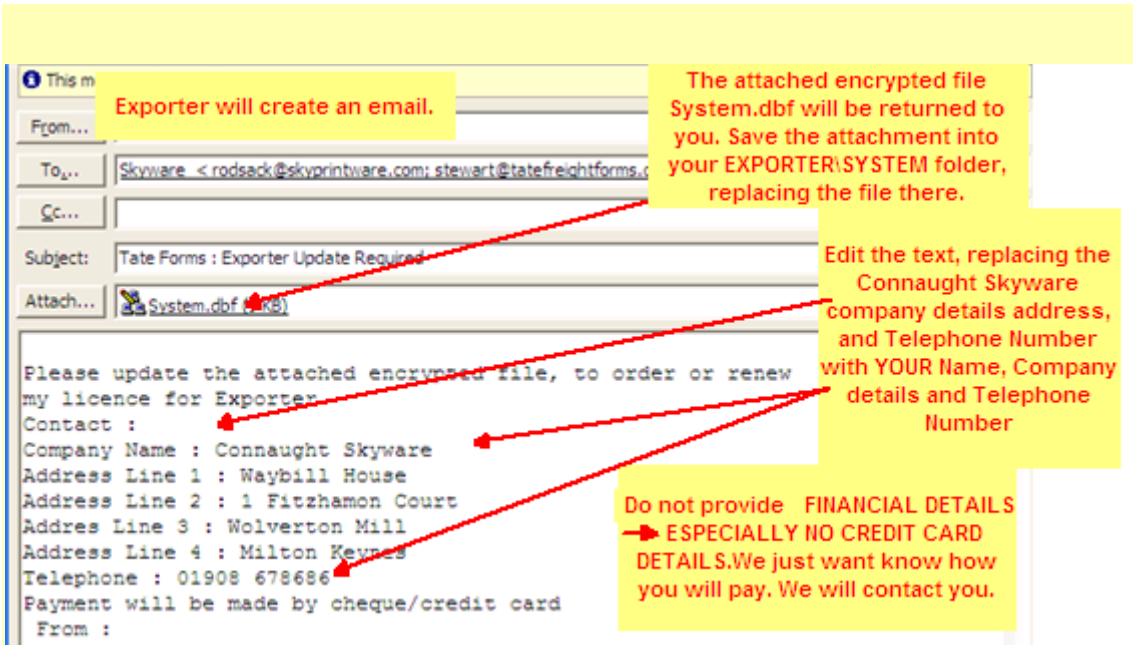 This m
Exporter will create an email.
The attached encrypted file
System.dbf will be returned to
you. Save the attachment into
your EXPORTER\SYSTEM folder,
replacing the file there.
From...
To...
Skyware < rodsack@skyprintware.com; stewart@tatefreightforms.c
Cc...
Subject: Tate Forms : Exporter Update Required
Attach... System.dbf ( KB)
Edit the text, replacing the
Connaught Skyware
company details address,
and Telephone Number
with YOUR Name, Company
details and Telephone
Number
Please update the attached encrypted file, to order or renew
my licence for Exporter
Contact :
Company Name : Connaught Skyware
Address Line 1 : Waybill House
Address Line 2 : 1 Fitzhamon Court
Addres Line 3 : Wolverton Mill
Address Line 4 : Milton Keynes
Telephone : 01908 678686
Payment will be made by cheque/credit card
From :
Do not provide FINANCIAL DETAILS
ESPECIALLY NO CREDIT CARD
DETAILS.We just want know how
you will pay. We will contact you.